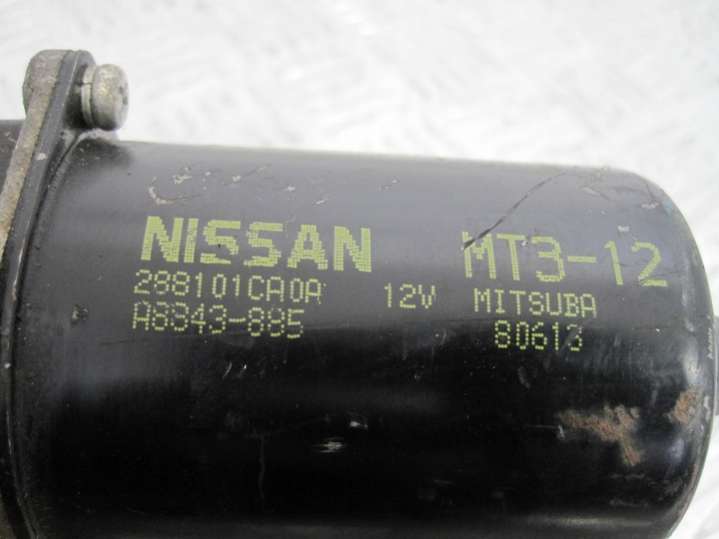 NISSAN MT3-12
288101CA0A 12V MITSUBA
A8843-885 80613